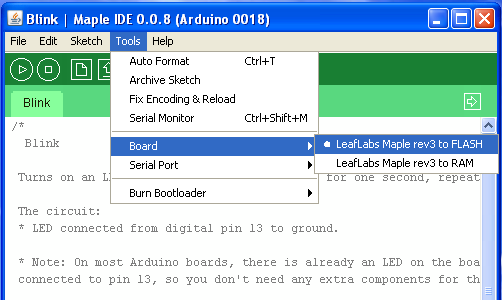 Blink | Maple IDE 0.0.8 (Arduino 0018)
File Edit Sketch Tools Help
Auto Format Ctrl+T
Archive Sketch
Fix Encoding & Reload
Serial Monitor Ctrl+Shift+M
Board
Serial Port
Burn Bootloader
LeafLabs Maple rev3 to FLASH
LeafLabs Maple rev3 to RAM
Blink
/*
Blink
Turns on an L for one second, repeat
The circuit:
* LED connected from digital pin 13 to ground.
* Note: On most Arduino boards, there is already an LED on the boa
connected to pin 13, so you don't need any extra components for th